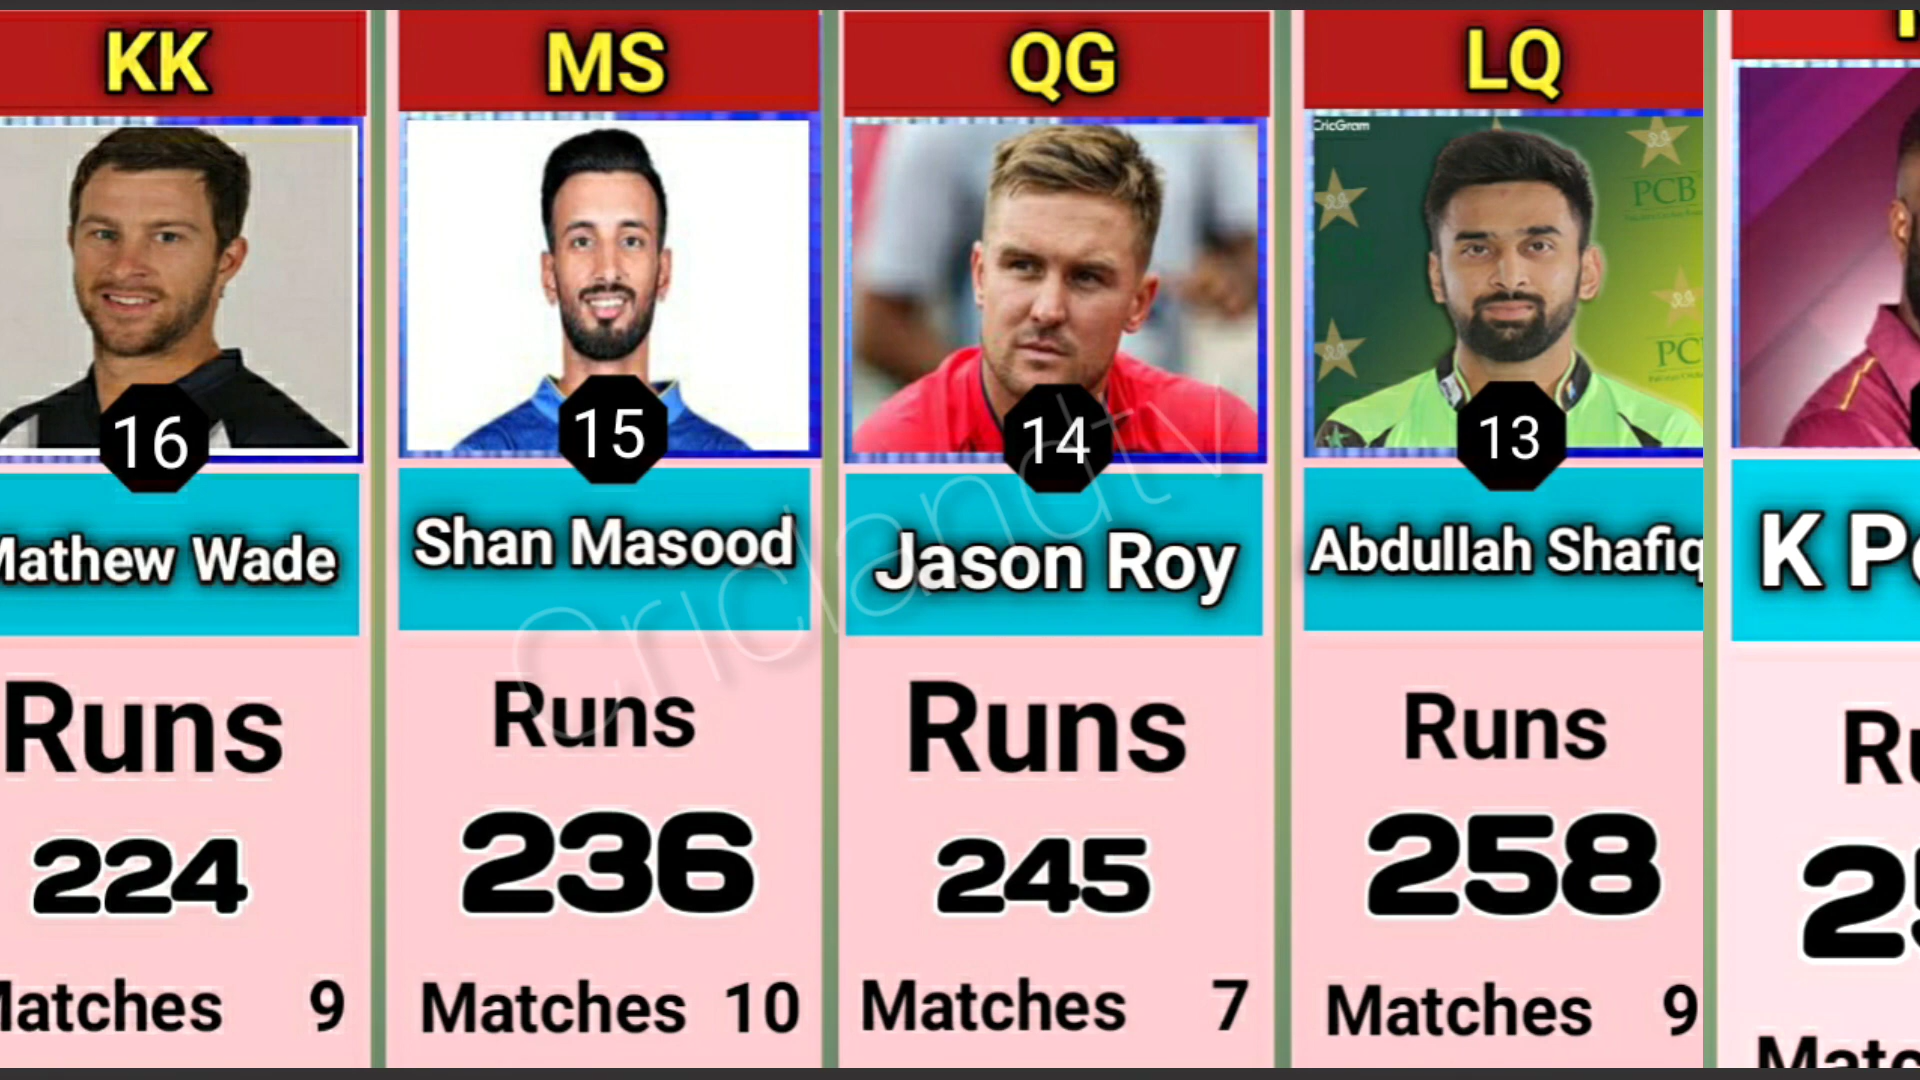 KK
16
Mathew Wade
Runs
224
Matches 9
MS
15
Shan Masood
Runs
236
Matches 10
QG
14
Jason Roy
Runs
245
Matches 7
LQ
CricGram
PCB
13
Abdullah Shafiq
Runs
258
Matches 9
K
Criclandtv